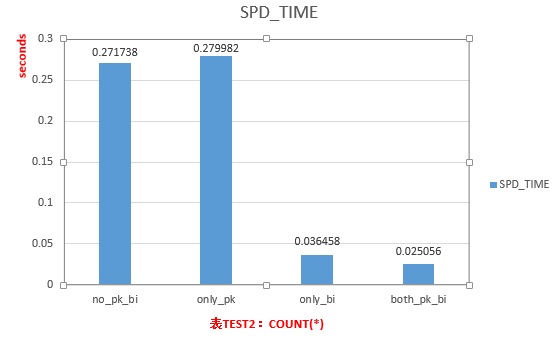 SPD_TIME
seconds
0.3
0.25
0.2
0.15
0.1
0.05
0
0.271738
0.279982
0.036458
0.025056
no_pk_bi
only_pk
only_bi
both_pk_bi
SPD_TIME
表TEST2：COUNT(*)